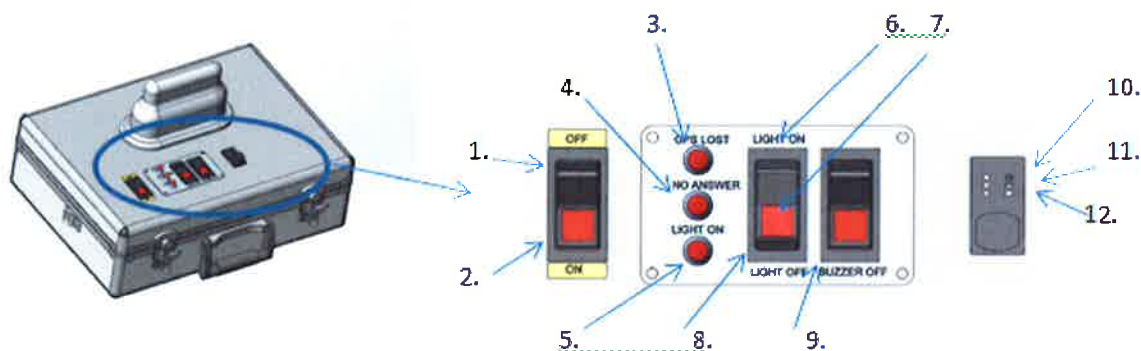 3.
6. 7.
4.
10.
OFF
GPS LOST
LIGHT ON
1.
11.
NO ANSWER
12.
LIGHT ON
2.
ON
LIGHT OFF
BUZZER OFF
5.
8.
9.